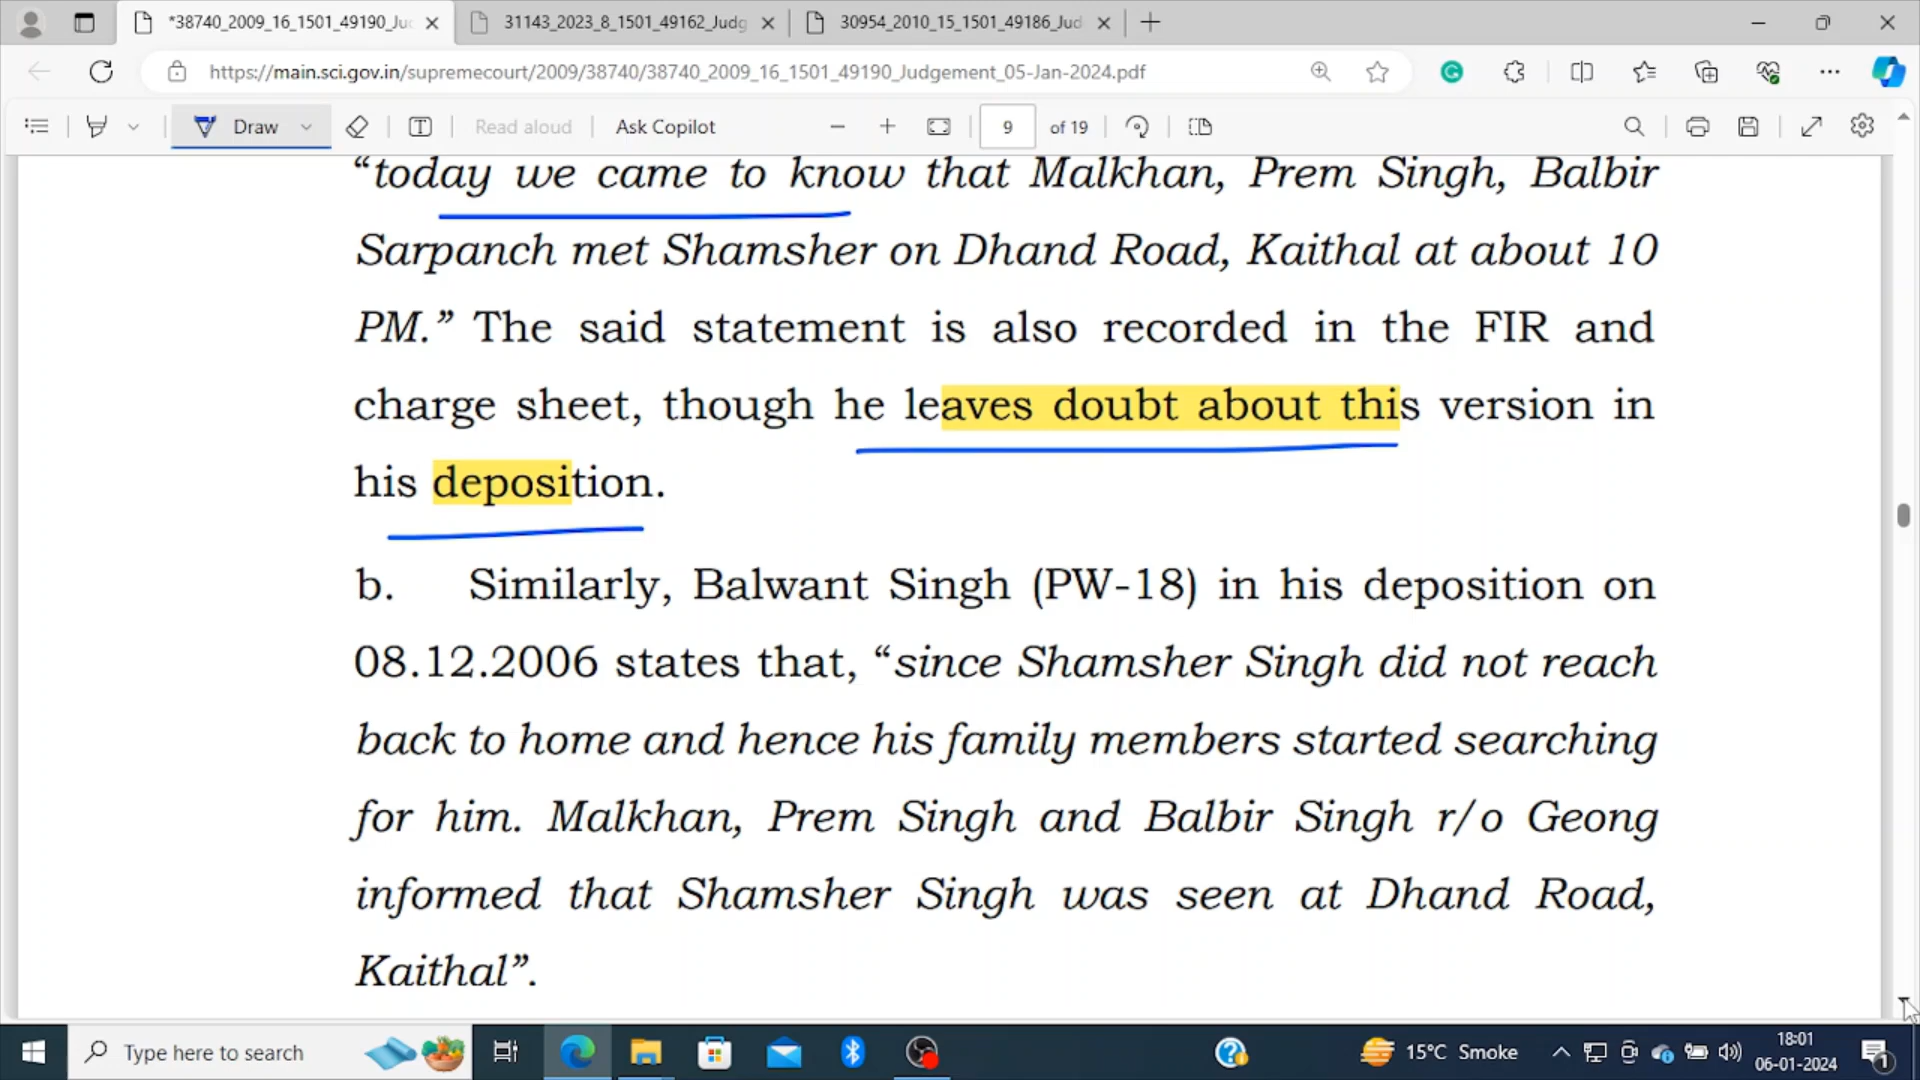 *38740_2009_16_1501_49190_Ju
31143_2023_8_1501_49162_Judg
30954_2010_15_1501_49186_Jud
https://main.sci.gov.in/supremecourt/2009/38740/38740_2009_16_1501_49190_Judgement_05-Jan-2024.pdf
Draw
Read aloud
Ask Copilot
9 of 19
“today we came to know that Malkhan, Prem Singh, Balbir
Sarpanch met Shamsher on Dhand Road, Kaithal at about 10
PM.” The said statement is also recorded in the FIR and
charge sheet, though he leaves doubt about this version in
his deposition.
b. Similarly, Balwant Singh (PW-18) in his deposition on
08.12.2006 states that, “since Shamsher Singh did not reach
back to home and hence his family members started searching
for him. Malkhan, Prem Singh and Balbir Singh r/o Geong
informed that Shamsher Singh was seen at Dhand Road,
Kaithal”.
Type here to search
15°C Smoke
18:01
06-01-2024
1